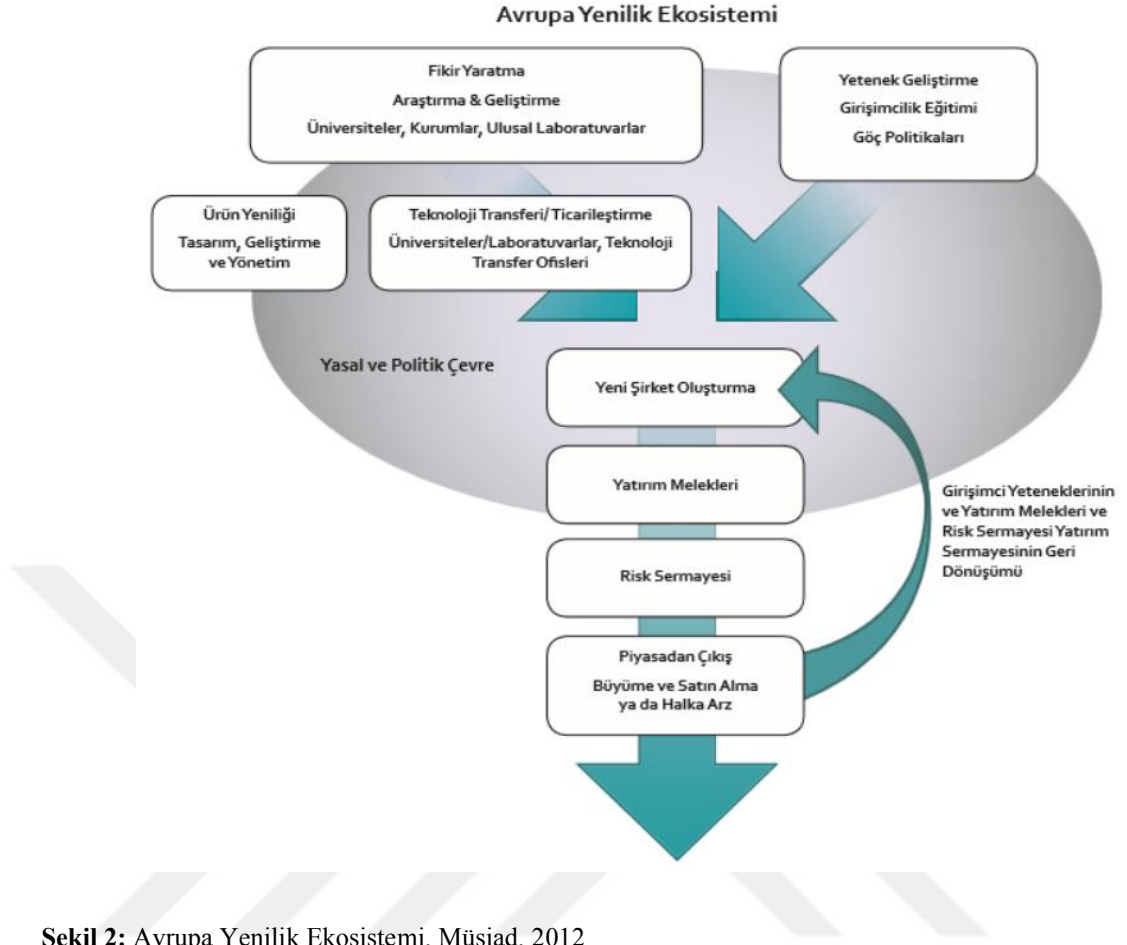 Avrupa Yenilik Ekosistemi
Fikir Yaratma
Araştırma & Geliştirme
Üniversiteler, Kurumlar, Ulusal Laboratuvarlar
Yetenek Geliştirme
Girişimcilik Eğitimi
Göç Politikaları
Ürün Yeniliği
Tasarım, Geliştirme
ve Yönetim
Teknoloji Transferi/ Ticarileştirme
Üniversiteler/Laboratuvarlar, Teknoloji
Transfer Ofisleri
Yasal ve Politik Çevre
Yeni Şirket Oluşturma
Yatırım Melekleri
Girişimci Yeteneklerinin
ve Yatırım Melekleri ve
Risk Sermayesi Yatırım
Sermayesinin Geri
Dönüşümü
Risk Sermayesi
Piyasadan Çıkış
Büyüme ve Satın Alma
ya da Halka Arz
Şekil 2: Avrupa Yenilik Ekosistemi, Müsiad, 2012